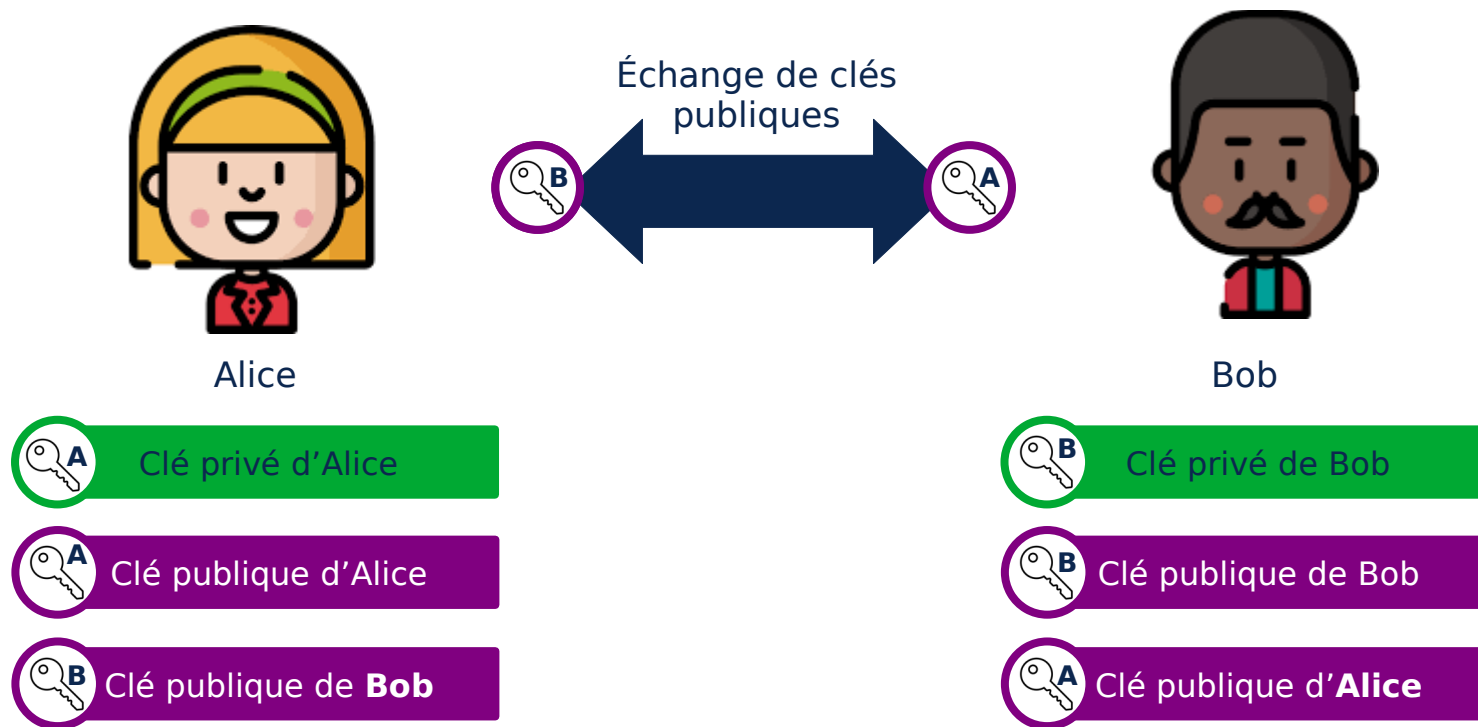 Échange de clés
publiques
B
A
Alice
Bob
A
Clé privé d’Alice
B
Clé privé de Bob
A
Clé publique d’Alice
B
Clé publique de Bob
B
Clé publique de Bob
A
Clé publique d’Alice